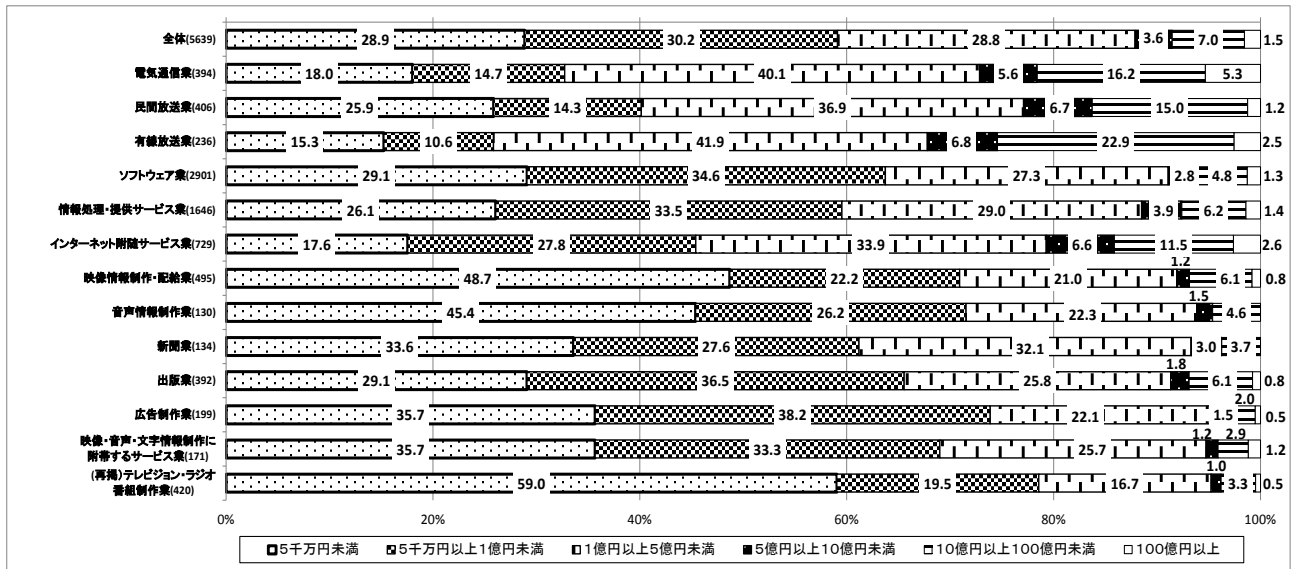 全体(5639) 28.9 30.2 28.8 3.6 7.0 1.5
電気通信業(394) 18.0 14.7 40.1 5.6 16.2 5.3
民間放送業(406) 25.9 14.3 36.9 6.7 15.0 1.2
有線放送業(236) 15.3 10.6 41.9 6.8 22.9 2.5
ソフトウェア業(2901) 29.1 34.6 27.3 2.8 4.8 1.3
情報処理・提供サービス業(1646) 26.1 33.5 29.0 3.9 6.2 1.4
インターネット附随サービス業(729) 17.6 27.8 33.9 6.6 11.5 2.6
映像情報制作・配給業(495) 48.7 22.2 21.0 1.2 6.1 0.8
音声情報制作業(130) 45.4 26.2 22.3 1.5 4.6
新聞業(134) 33.6 27.6 32.1 3.0 3.7
出版業(392) 29.1 36.5 25.8 1.8 6.1 0.8
広告制作業(199) 35.7 38.2 22.1 1.5 2.0 0.5
映像・音声・文字情報制作に
附帯するサービス業(171) 35.7 33.3 25.7 1.2 2.9 1.2
(再掲)テレビジョン・ラジオ
番組制作業(420) 59.0 19.5 16.7 1.0 3.3 0.5
0% 20% 40% 60% 80% 100%
5千万円未満 5千万円以上1億円未満 1億円以上5億円未満 5億円以上10億円未満 10億円以上100億円未満 100億円以上